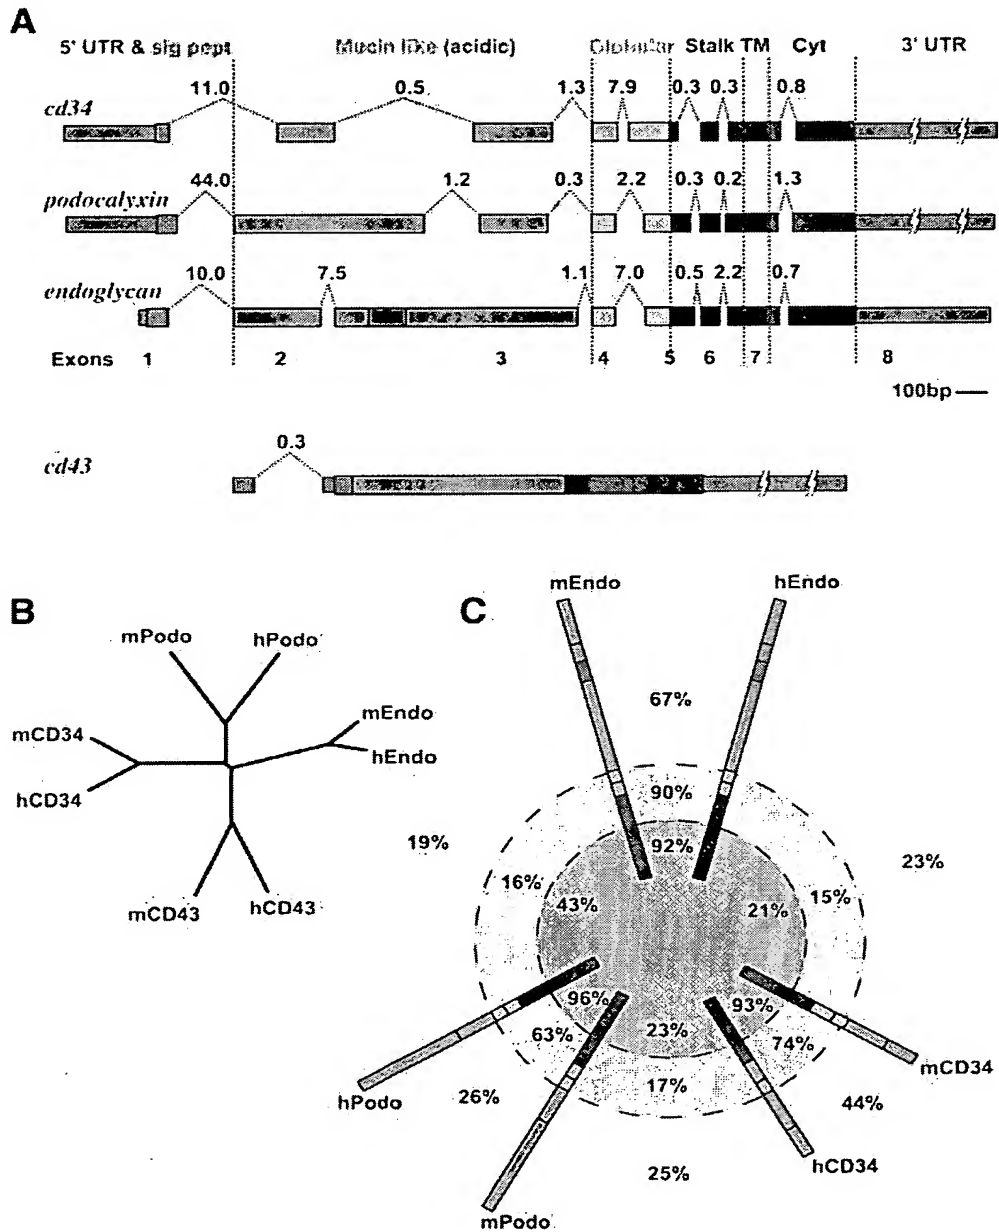 A
5' UTR & sig pept Mucin like (acidic) Globular Stalk TM Cyt 3' UTR
11.0 0.5 1.3 7.9 0.3 0.3 0.8
cd34
44.0 1.2 0.3 2.2 0.3 0.2 1.3
podocalyxin
10.0 7.5 1.1 7.0 0.5 2.2 0.7
endoglycan
Exons 1 2 3 4 5 6 7 8
100bp
0.3
cd43
B
mPodo hPodo
mCD34 mEndo
hCD34 hEndo
mCD43 hCD43
C
mEndo hEndo
67%
90%
92%
19% 23%
16% 15%
43% 21%
96% 93%
63% 23% 74%
17%
26% 44%
25%
hPodo mCD34
mPodo hCD34